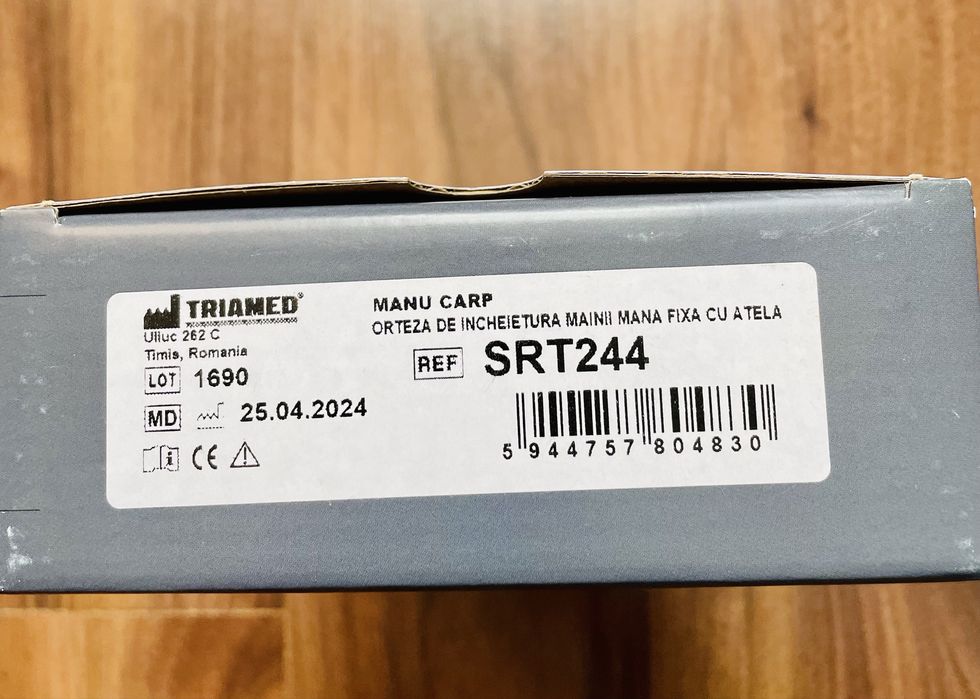 TRIAMED®
Uliuc 262 C
Timis, Romania
LOT 1690
MD 25.04.2024
i CE
MANU CARP
ORTEZA DE INCHEIETURA MAINII MANA FIXA CU ATELA
REF SRT244
5 944757 804830